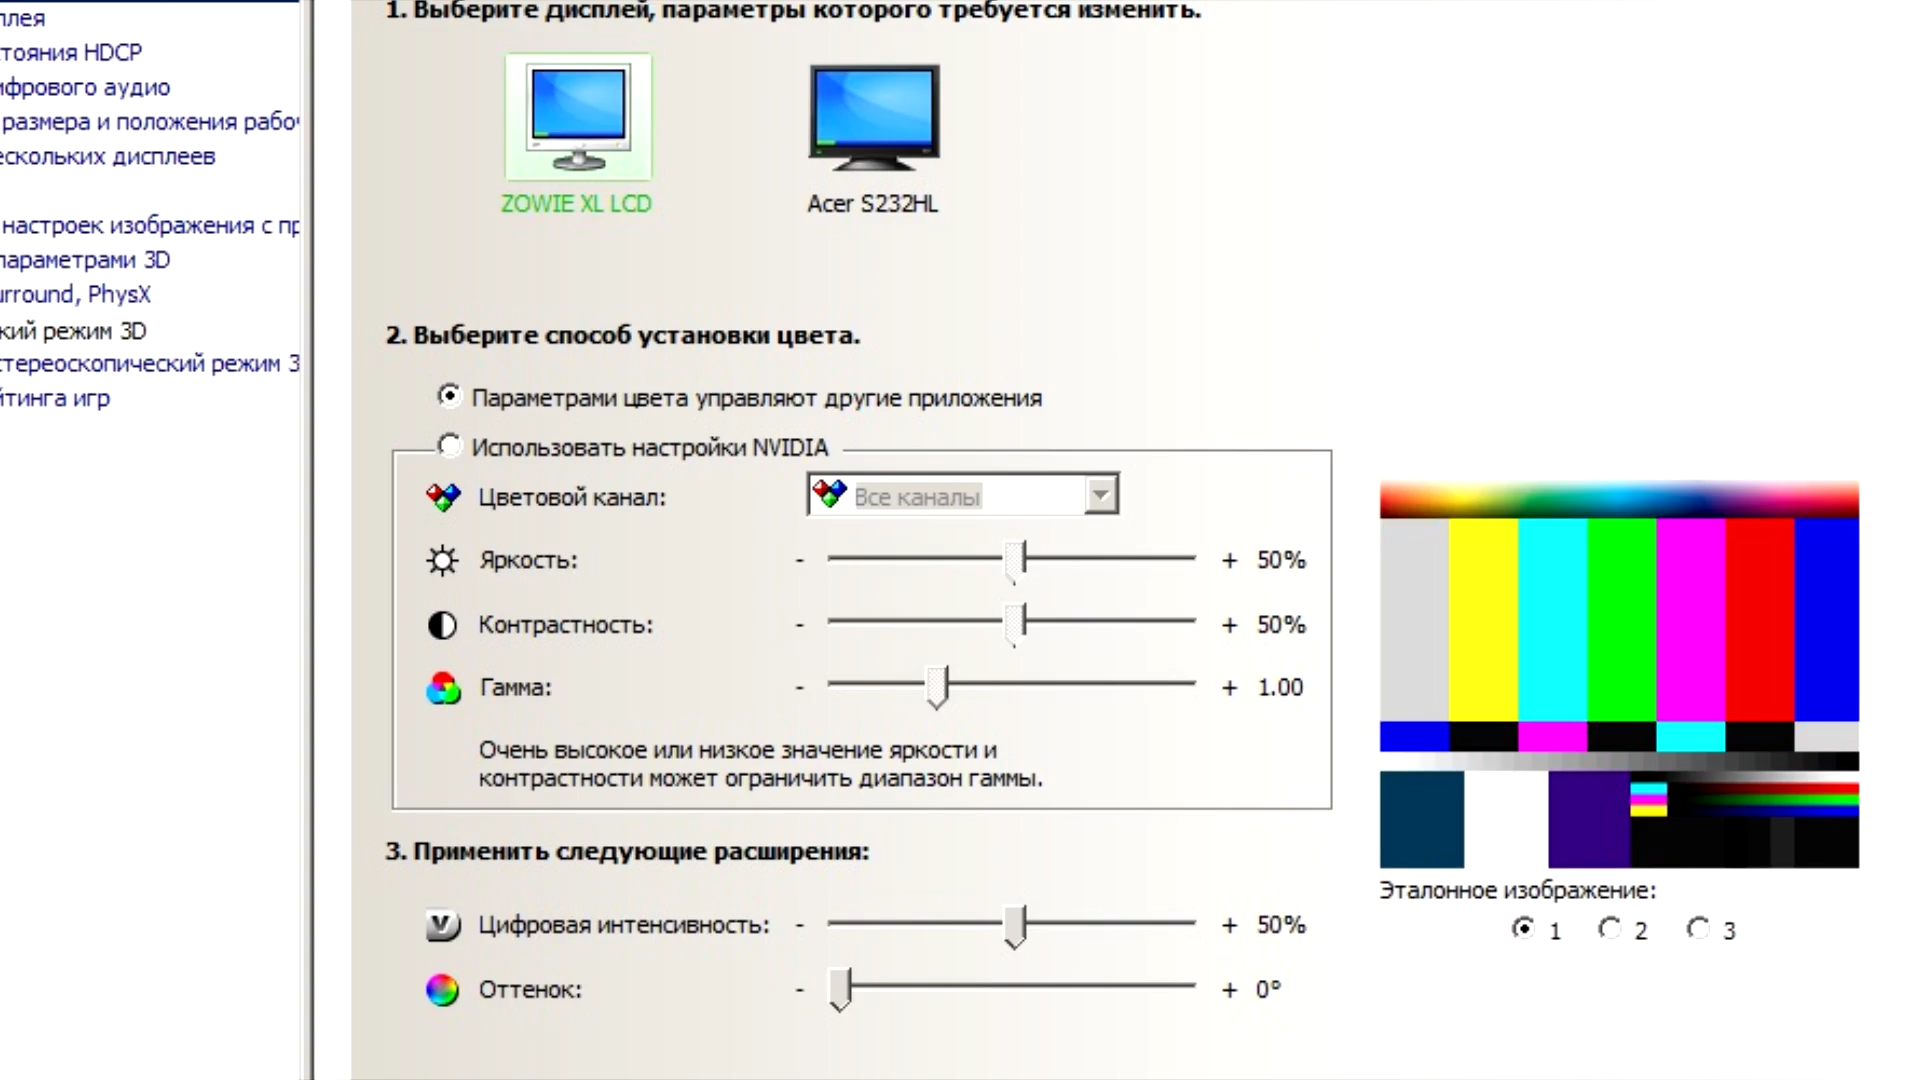 плея
тояния HDCP
ифрового аудио
размера и положения рабоч
ескольких дисплеев
настроек изображения с пр
параметрами 3D
urround, PhysX
кий режим 3D
стереоскопический режим 3
йтинга игр
1. Выберите дисплей, параметры которого требуется изменить.
ZOWIE XL LCD
Acer S232HL
2. Выберите способ установки цвета.
Параметрами цвета управляют другие приложения
Использовать настройки NVIDIA
Цветовой канал: Все каналы
Яркость: - + 50%
Контрастность: - + 50%
Гамма: - + 1.00
Очень высокое или низкое значение яркости и
контрастности может ограничить диапазон гаммы.
3. Применить следующие расширения:
Цифровая интенсивность: - + 50%
Оттенок: - + 0°
Эталонное изображение:
1 2 3